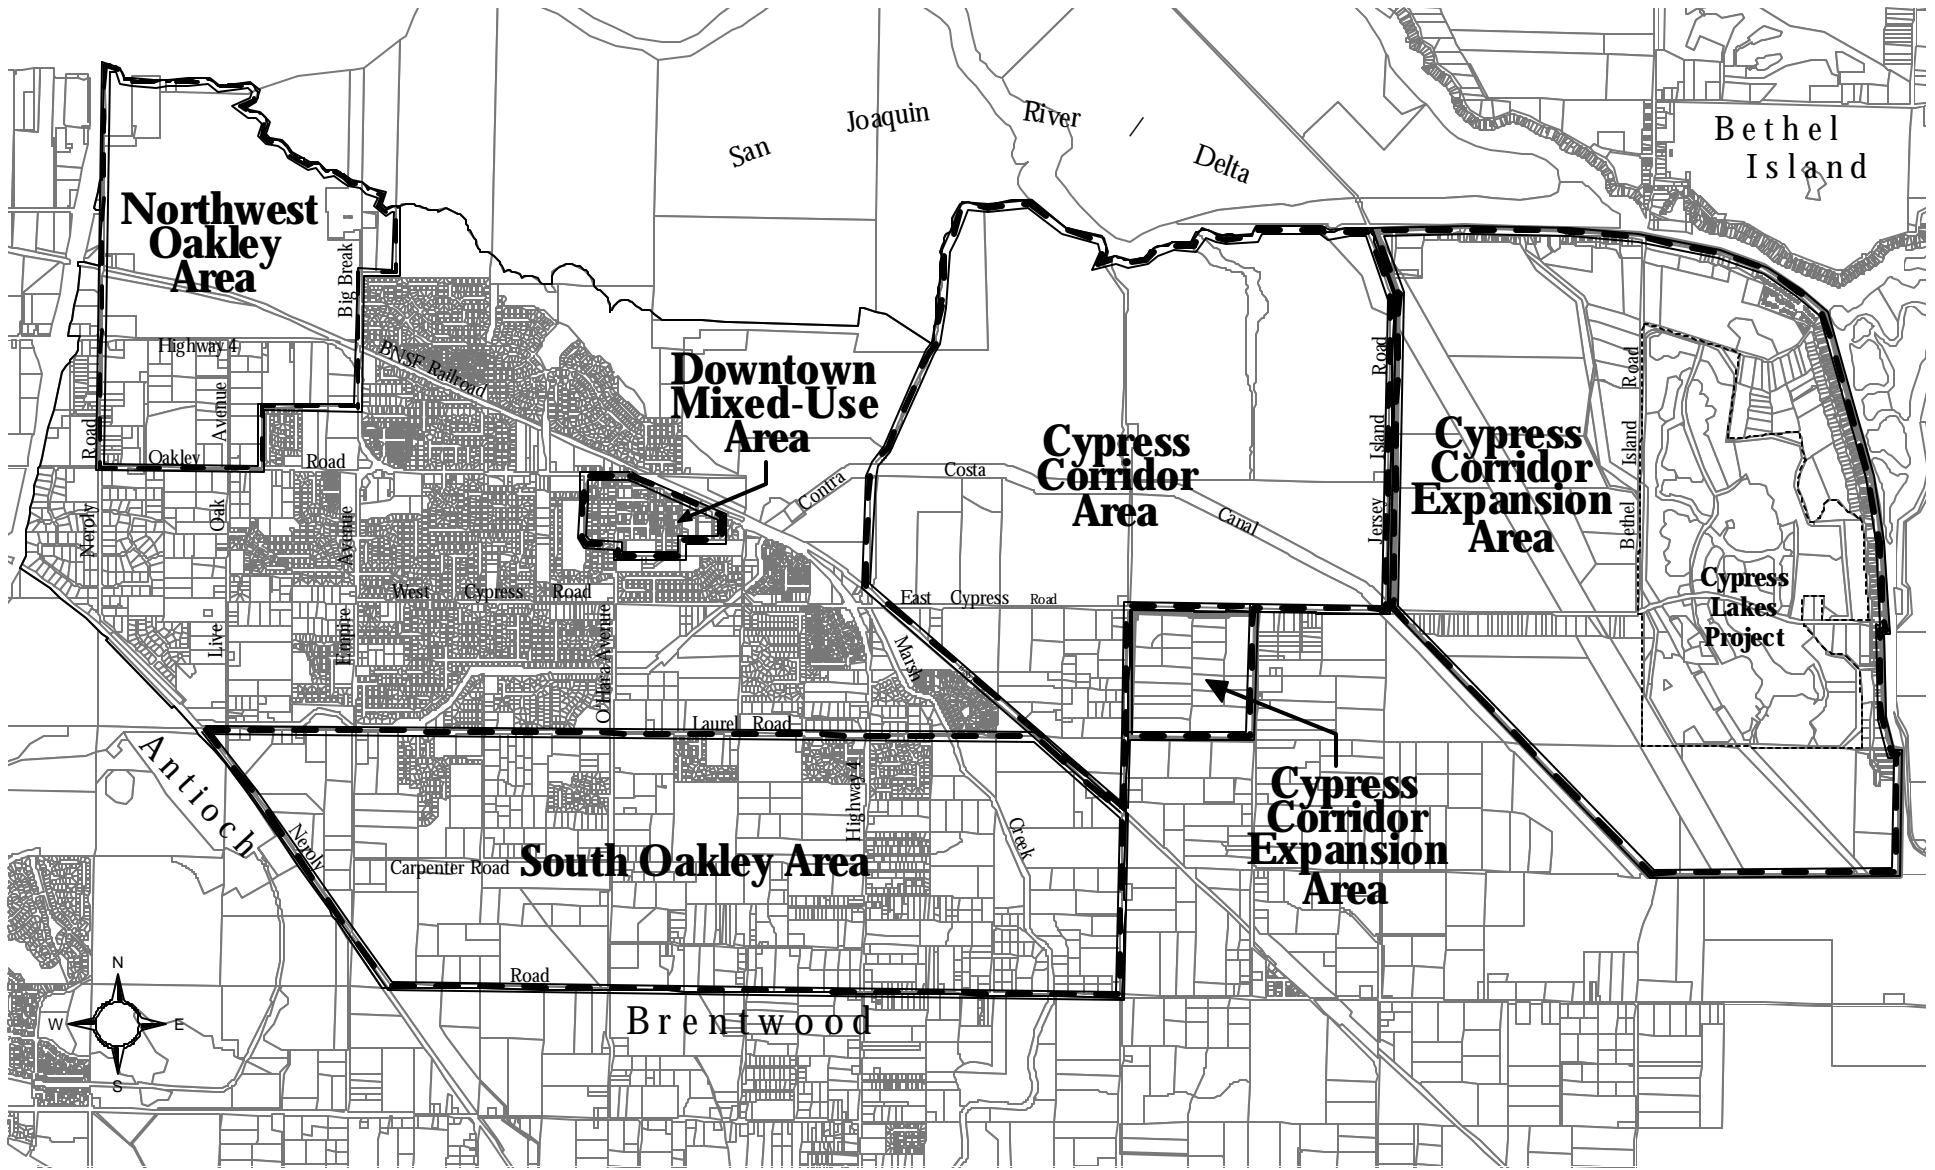 Bethel
Island
San Joaquin River / Delta
Northwest
Oakley
Area
Big Break
Highway 4
BNSF Railroad
Downtown
Mixed-Use
Area
Avenue
Road
Oakley Road
Oak
Neroly
Avenue
Contra Costa Canal
Cypress
Corridor
Area
Road
Island
Jersey
Cypress
Corridor
Expansion
Area
Road
Island
Bethel
Cypress
Lakes
Project
West Cypress Road
East Cypress Road
Live
Empire
O'Hara Avenue
Marsh
Laurel Road
Antioch
Neroly
Highway 4
Creek
Carpenter Road
South Oakley Area
Cypress
Corridor
Expansion
Area
Road
Brentwood
N
W E
S